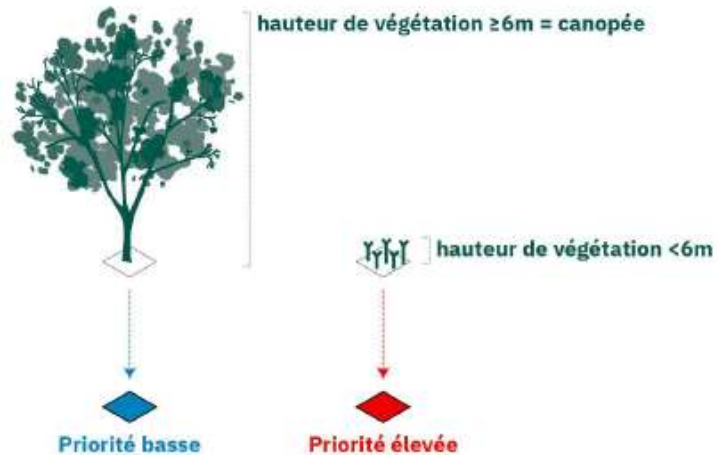 hauteur de végétation ≥6m = canopée
hauteur de végétation <6m
Priorité basse
Priorité élevée